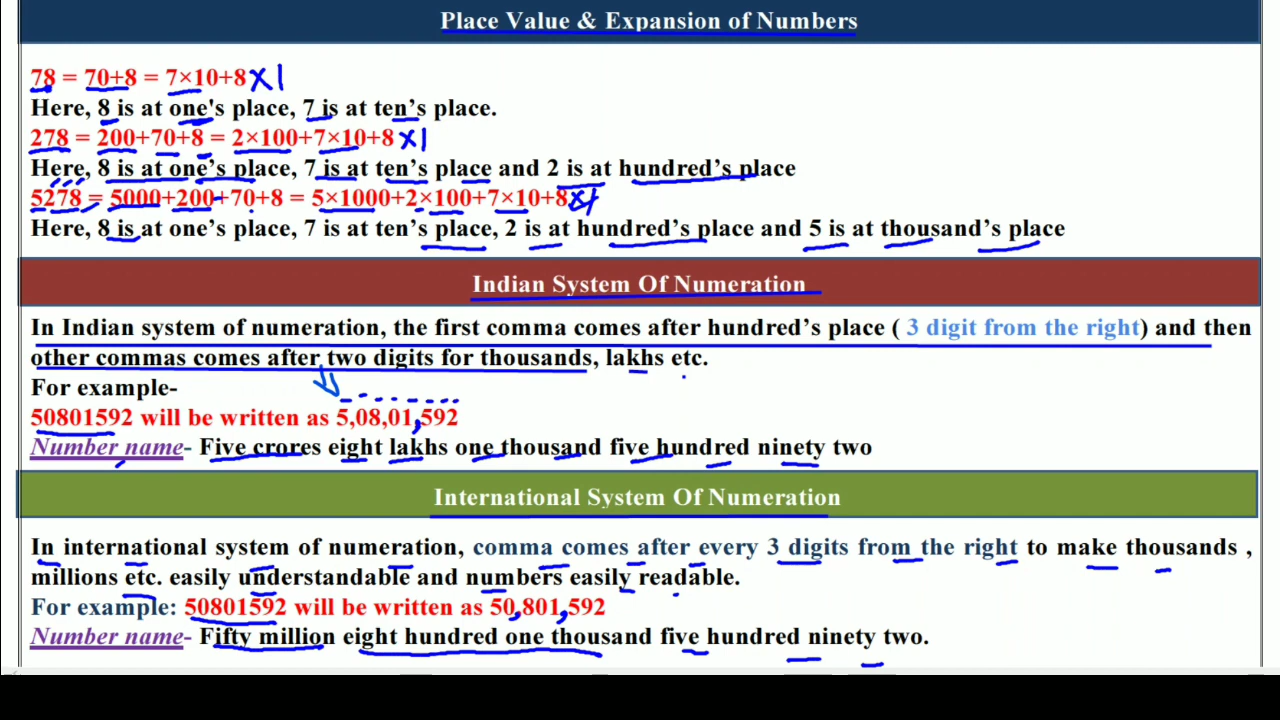 Place Value & Expansion of Numbers
78 = 70+8 = 7×10+8 ×1
Here, 8 is at one's place, 7 is at ten's place.
278 = 200+70+8 = 2×100+7×10+8 ×1
Here, 8 is at one's place, 7 is at ten's place and 2 is at hundred's place
5278 = 5000+200+70+8 = 5×1000+2×100+7×10+8 ×1
Here, 8 is at one's place, 7 is at ten's place, 2 is at hundred's place and 5 is at thousand's place
Indian System Of Numeration
In Indian system of numeration, the first comma comes after hundred's place ( 3 digit from the right) and then
other commas comes after two digits for thousands, lakhs etc.
For example-
50801592 will be written as 5,08,01,592
Number name- Five crores eight lakhs one thousand five hundred ninety two
International System Of Numeration
In international system of numeration, comma comes after every 3 digits from the right to make thousands ,
millions etc. easily understandable and numbers easily readable.
For example: 50801592 will be written as 50,801,592
Number name- Fifty million eight hundred one thousand five hundred ninety two.